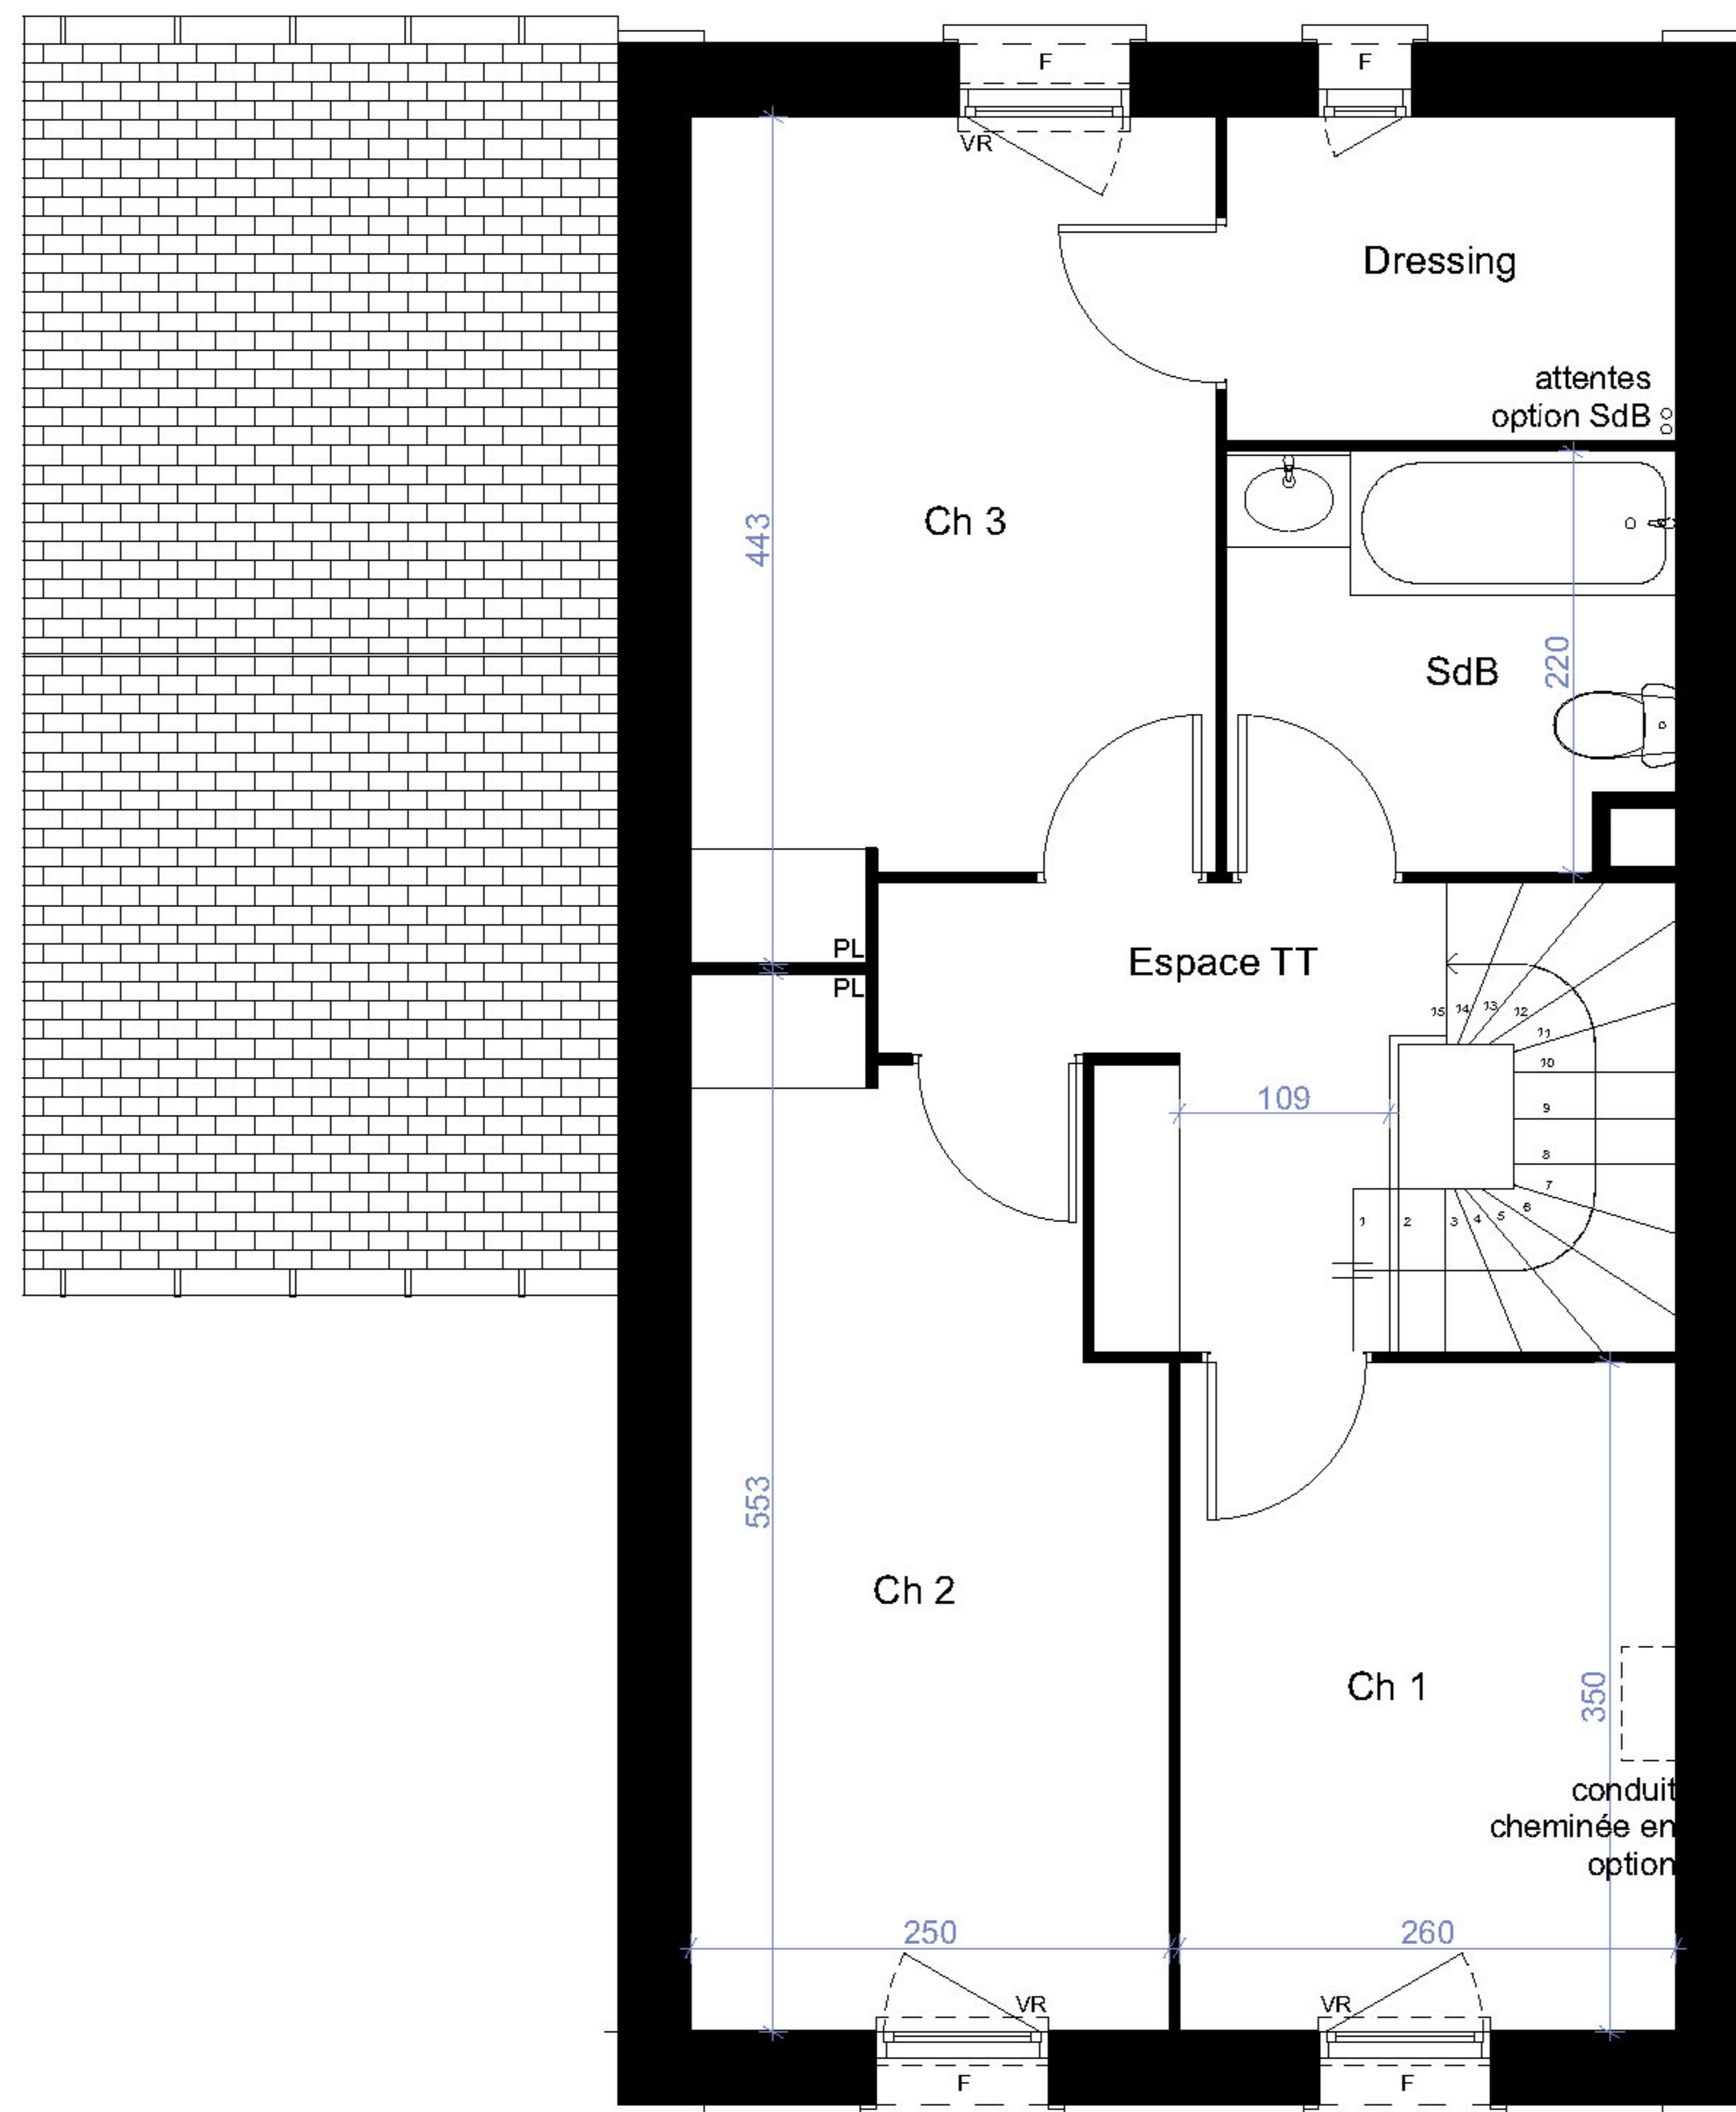 F
F
VR
Dressing
attentes
option SdB
Ch 3
443
SdB
220
PL
PL
Espace TT
15 14 13 12
11
10
9
8
7
6
5
4
3
2
1
109
553
Ch 2
Ch 1
350
conduit
cheminée en
option
250
260
VR
VR
F
F